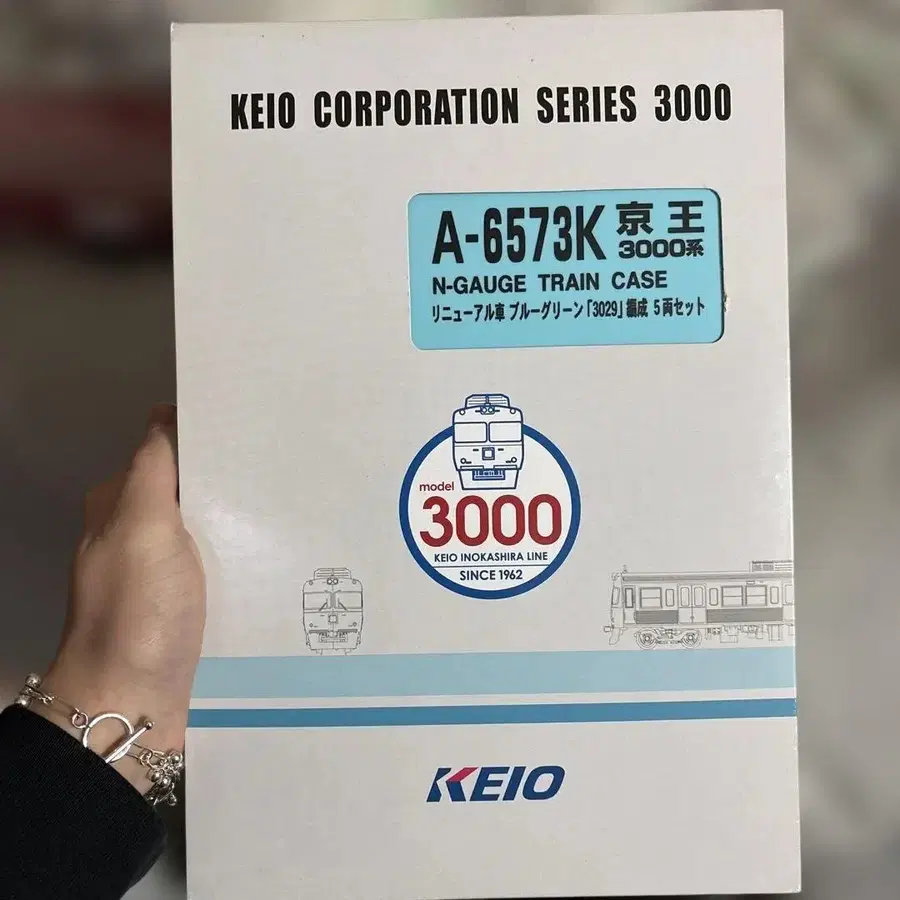 KEIO CORPORATION SERIES 3000
A-6573K 京王
3000系
N-GAUGE TRAIN CASE
リニューアル車 ブルーグリーン「3029」編成 5両セット
model
3000
KEIO INOKASHIRA LINE
SINCE 1962
KEIO